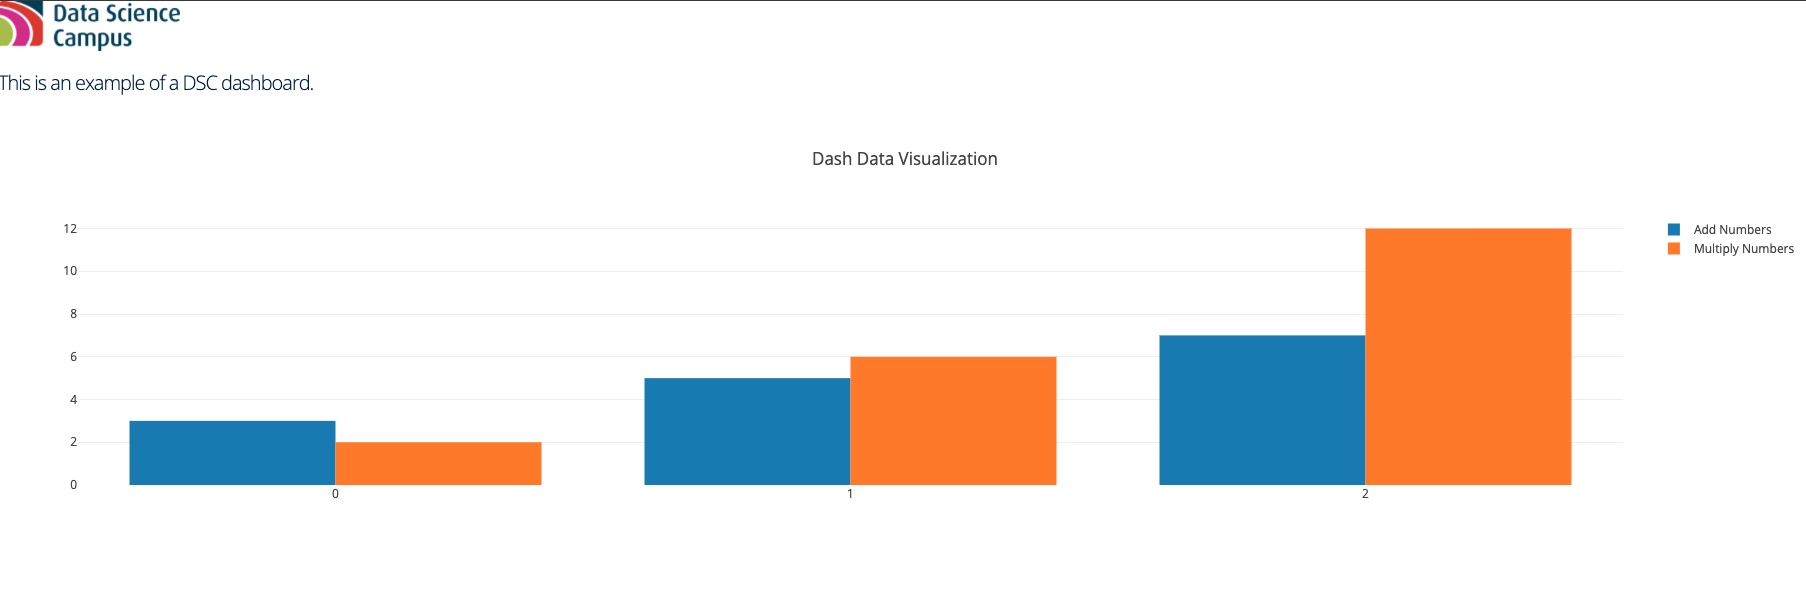 Data Science
Campus
This is an example of a DSC dashboard.
Dash Data Visualization
12
10
8
6
4
2
0
0
1
2
Add Numbers
Multiply Numbers